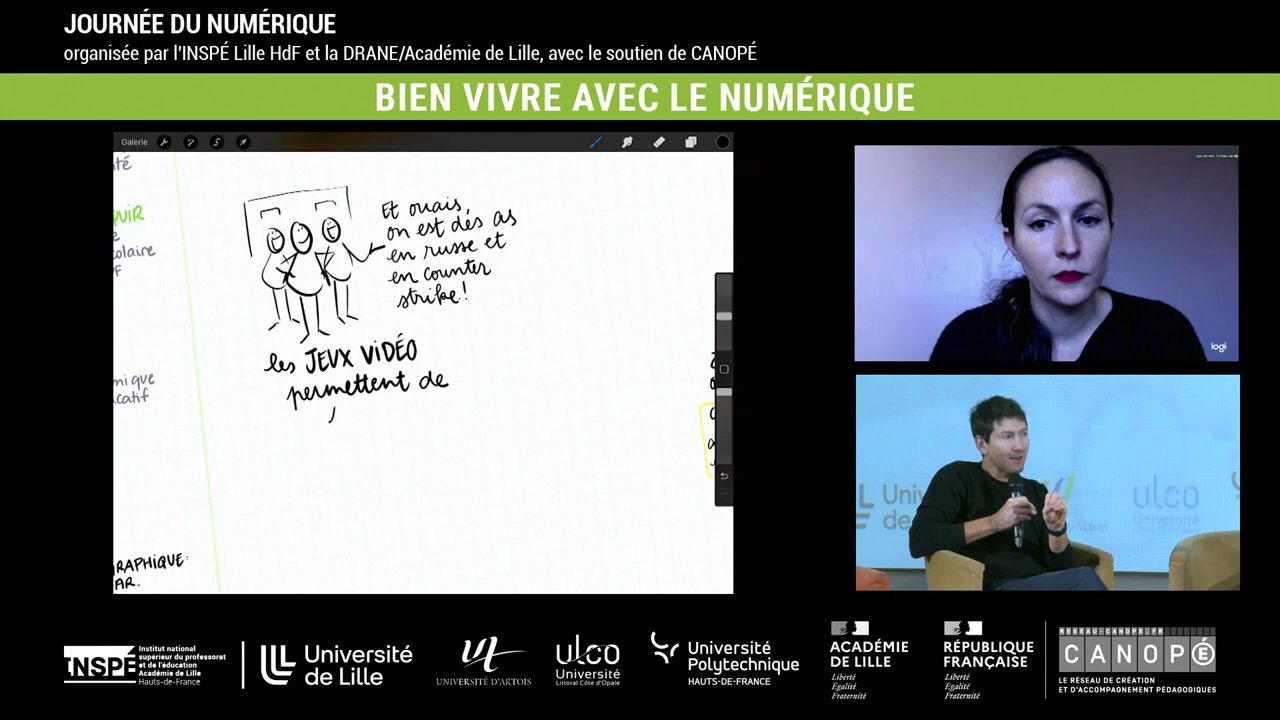 JOURNÉE DU NUMÉRIQUE
organisée par l'INSPÉ Lille HdF et la DRANE/Académie de Lille, avec le soutien de CANOPÉ
BIEN VIVRE AVEC LE NUMÉRIQUE
Galerie
Et ouais,
on est dés as
en russe et
en counter
strike!
les JEUX VIDÉO
permettent de
colaire
catif
RAPHIQUE:
AR.
logi
Univ
de
ulco
Université
INSPÉ
Institut national
supérieur du professorat
et de l'éducation
Académie de Lille
Hauts-de-France
Université
de Lille
UNIVERSITÉ D'ARTOIS
ULCO
Université
Littoral Côte d'Opale
Université
Polytechnique
HAUTS-DE-FRANCE
ACADÉMIE
DE LILLE
Liberté
Égalité
Fraternité
RÉPUBLIQUE
FRANÇAISE
Liberté
Égalité
Fraternité
RESEAU-CANOPE.FR
CANOPÉ
LE RÉSEAU DE CRÉATION
ET D'ACCOMPAGNEMENT PÉDAGOGIQUES